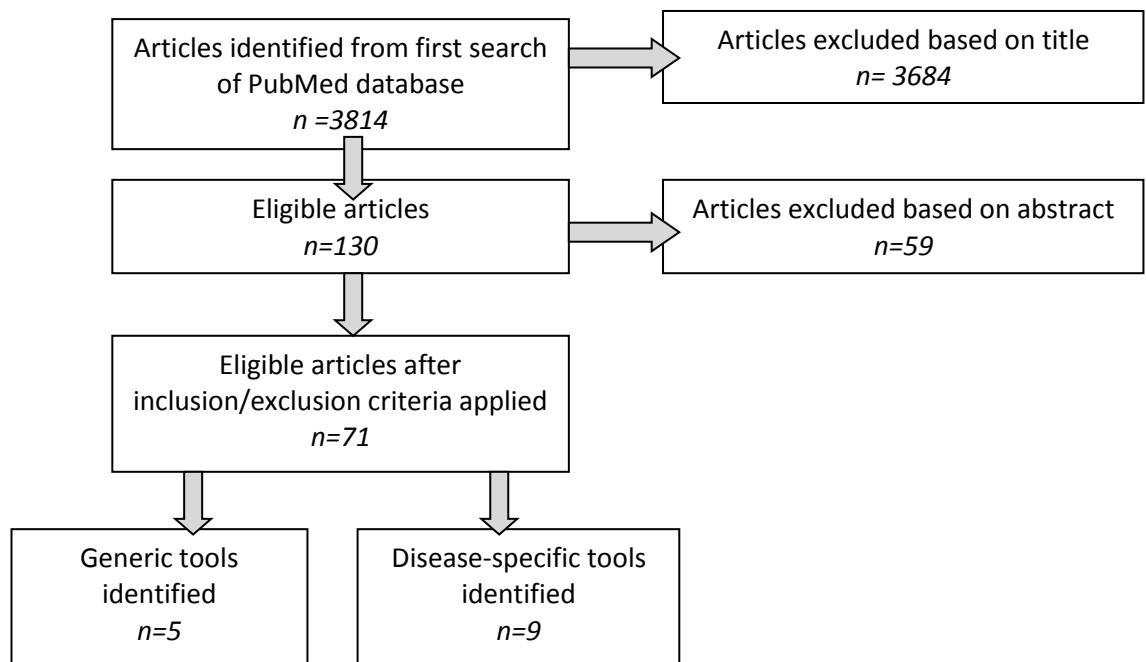 Articles identified from first search
of PubMed database
n =3814
Articles excluded based on title
n= 3684
Eligible articles
n=130
Articles excluded based on abstract
n=59
Eligible articles after
inclusion/exclusion criteria applied
n=71
Generic tools
identified
n=5
Disease-specific tools
identified
n=9